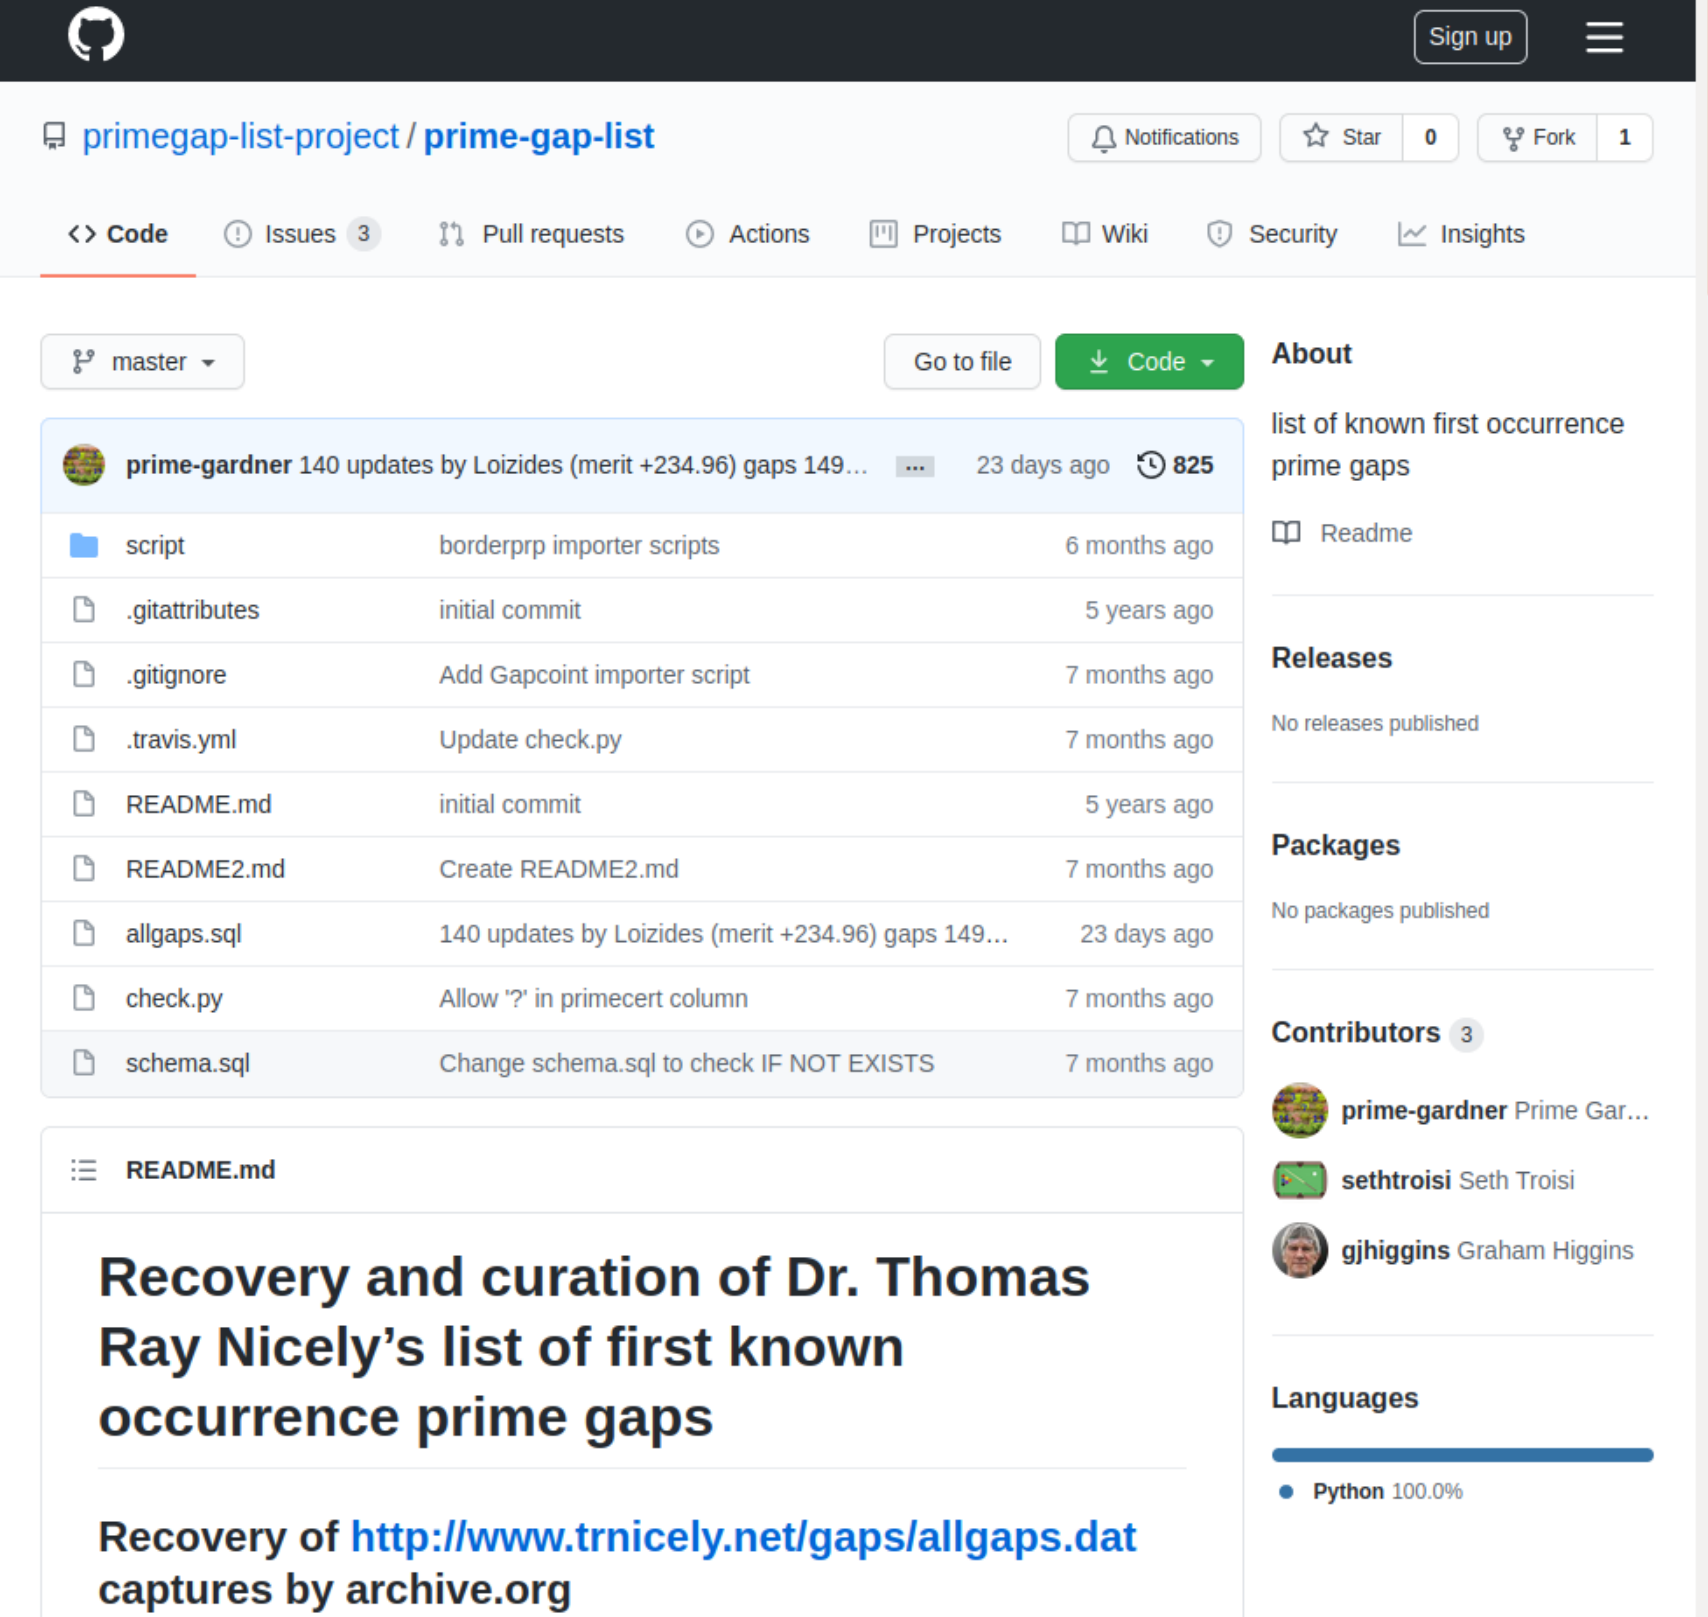 Sign up
primegap-list-project / prime-gap-list
Notifications Star 0 Fork 1
Code Issues 3 Pull requests Actions Projects Wiki Security Insights
master Go to file Code
prime-gardner 140 updates by Loizides (merit +234.96) gaps 149… ... 23 days ago 825
script borderprp importer scripts 6 months ago
.gitattributes initial commit 5 years ago
.gitignore Add Gapcoint importer script 7 months ago
.travis.yml Update check.py 7 months ago
README.md initial commit 5 years ago
README2.md Create README2.md 7 months ago
allgaps.sql 140 updates by Loizides (merit +234.96) gaps 149… 23 days ago
check.py Allow '?' in primecert column 7 months ago
schema.sql Change schema.sql to check IF NOT EXISTS 7 months ago
README.md
Recovery and curation of Dr. Thomas
Ray Nicely’s list of first known
occurrence prime gaps
Recovery of http://www.trnicely.net/gaps/allgaps.dat
captures by archive.org
About
list of known first occurrence
prime gaps
Readme
Releases
No releases published
Packages
No packages published
Contributors 3
prime-gardner Prime Gar…
sethtroisi Seth Troisi
gjhiggins Graham Higgins
Languages
Python 100.0%